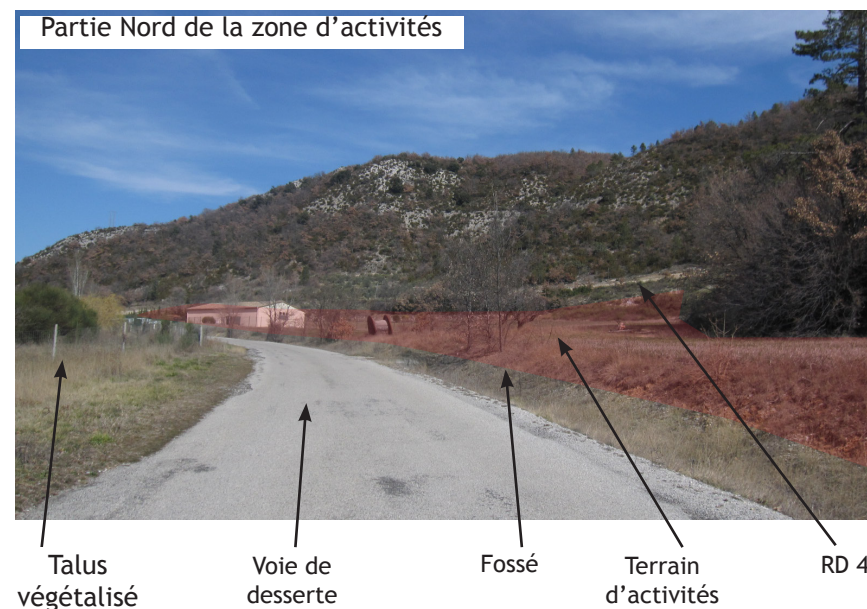 Partie Nord de la zone d’activités
Talus
végétalisé
Voie de
desserte
Fossé
Terrain
d’activités
RD 4